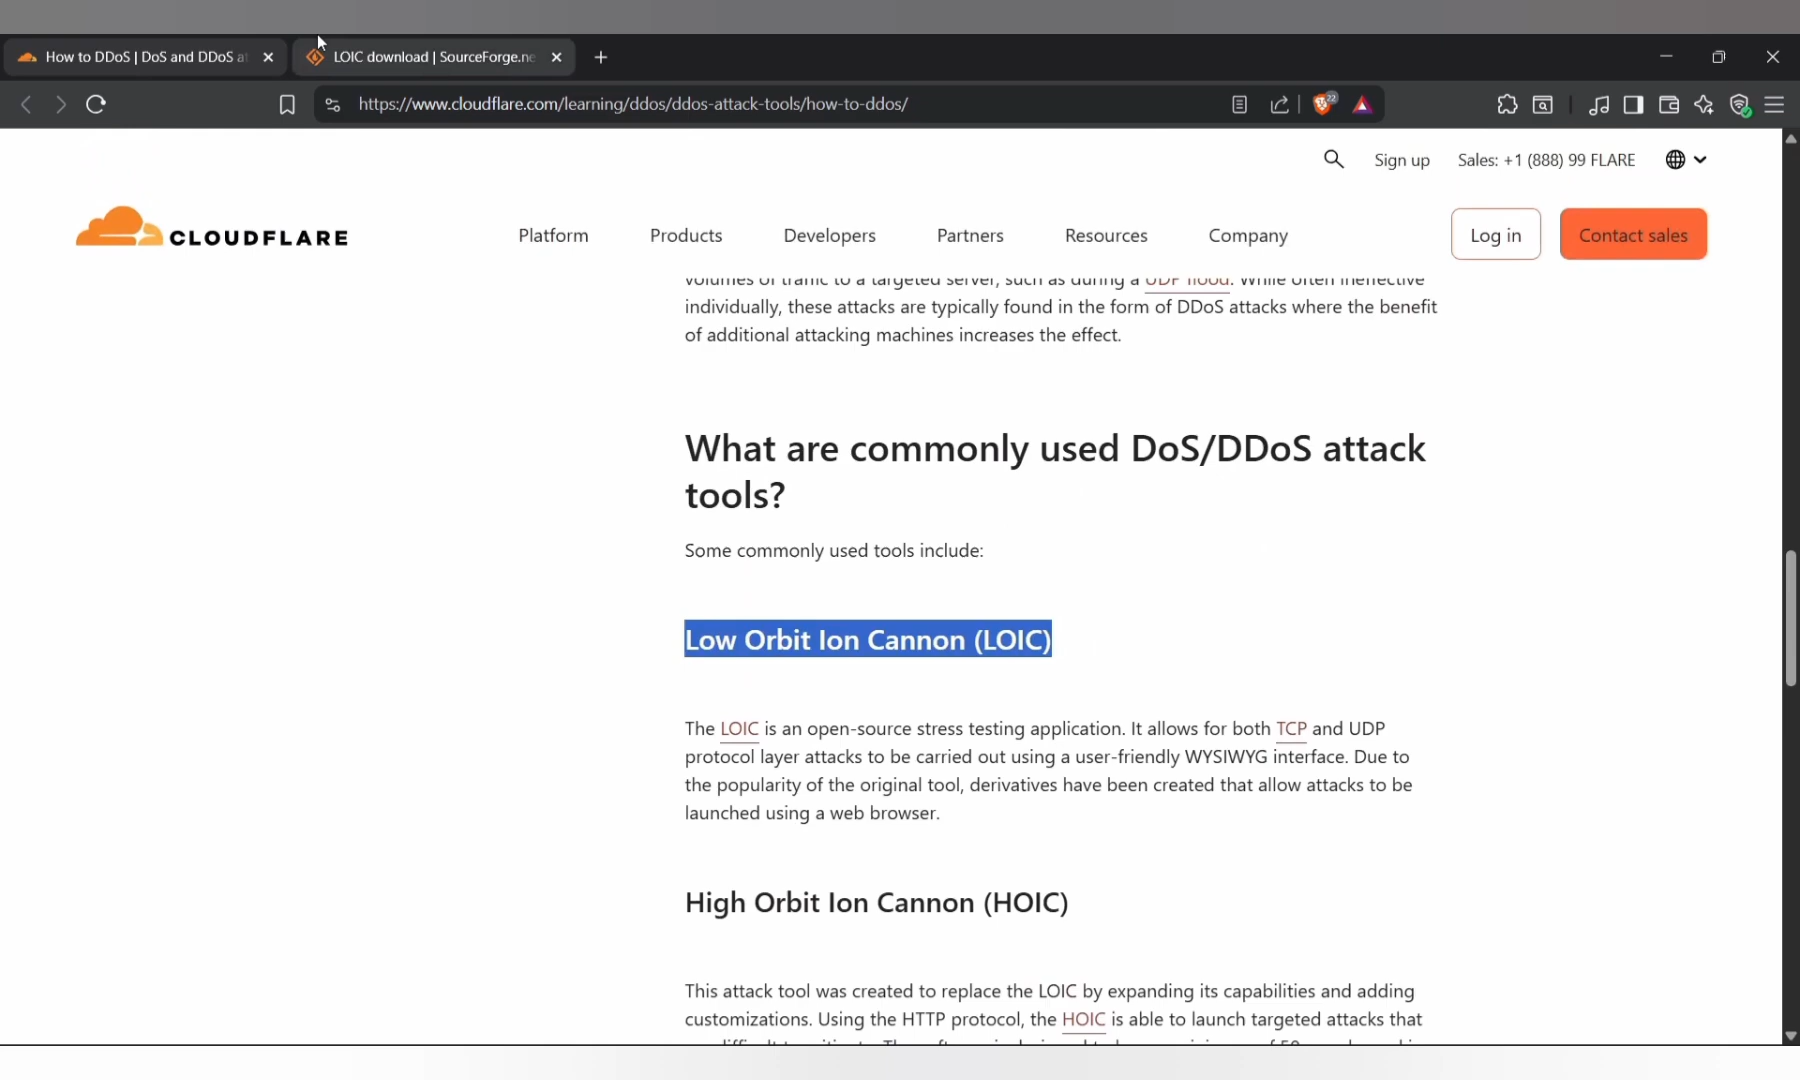 How to DDoS | DoS and DDoS at
LOIC download | SourceForge.ne
https://www.cloudflare.com/learning/ddos/ddos-attack-tools/how-to-ddos/
22
Sign up
Sales: +1 (888) 99 FLARE
CLOUDFLARE
Platform
Products
Developers
Partners
Resources
Company
Log in
Contact sales
volumes of traffic to a targeted server, such as during a UDP flood. While often ineffective
individually, these attacks are typically found in the form of DDoS attacks where the benefit
of additional attacking machines increases the effect.
What are commonly used DoS/DDoS attack
tools?
Some commonly used tools include:
Low Orbit Ion Cannon (LOIC)
The LOIC is an open-source stress testing application. It allows for both TCP and UDP
protocol layer attacks to be carried out using a user-friendly WYSIWYG interface. Due to
the popularity of the original tool, derivatives have been created that allow attacks to be
launched using a web browser.
High Orbit Ion Cannon (HOIC)
This attack tool was created to replace the LOIC by expanding its capabilities and adding
customizations. Using the HTTP protocol, the HOIC is able to launch targeted attacks that